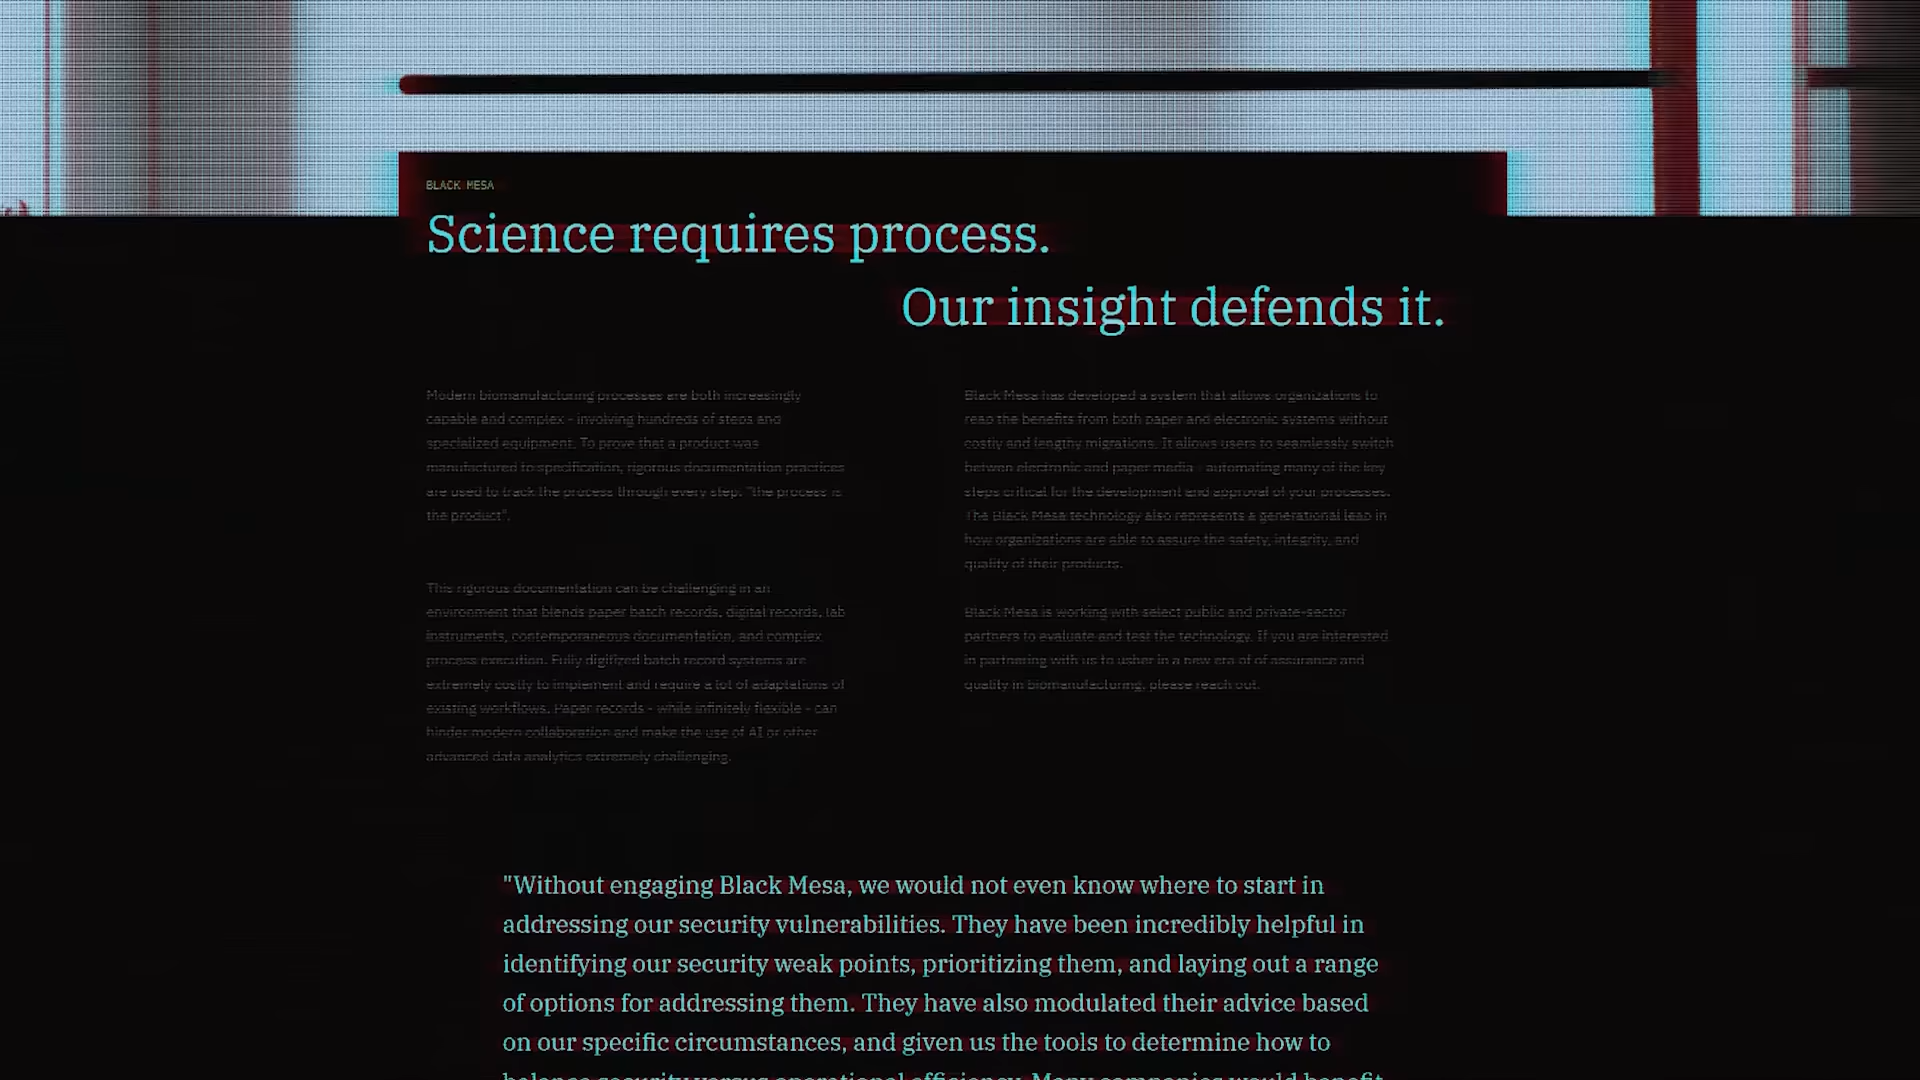 BLACK MESA
Science requires process.
Our insight defends it.
Modern biomanufacturing processes are both increasingly
capable and complex - involving hundreds of steps and
specialized equipment. To prove that a product was
manufactured to specification, rigorous documentation practices
are used to track the process through every step. "the process is
the product".
This rigorous documentation can be challenging in an
environment that blends paper batch records, digital records, lab
instruments, contemporaneous documentation, and complex
process execution. Fully digitized batch record systems are
extremely costly to implement and require a lot of adaptations of
existing workflows. Paper records - while infinitely flexible - can
hinder modern collaboration and make the use of AI or other
advanced data analytics extremely challenging.
Black Mesa has developed a system that allows organizations to
reap the benefits from both paper and electronic systems without
costly and lengthy migrations. It allows users to seamlessly switch
betwen electronic and paper media - automating many of the key
steps critical for the development and approval of your processes.
The Black Mesa technology also represents a generational leap in
how organizations are able to assure the safety, integrity, and
quality of their products.
Black Mesa is working with select public and private-sector
partners to evaluate and test the technology. If you are interested
in partnering with us to usher in a new era of of assurance and
quality in biomanufacturing, please reach out.
"Without engaging Black Mesa, we would not even know where to start in
addressing our security vulnerabilities. They have been incredibly helpful in
identifying our security weak points, prioritizing them, and laying out a range
of options for addressing them. They have also modulated their advice based
on our specific circumstances, and given us the tools to determine how to
balance security versus operational efficiency. Many companies would benefit